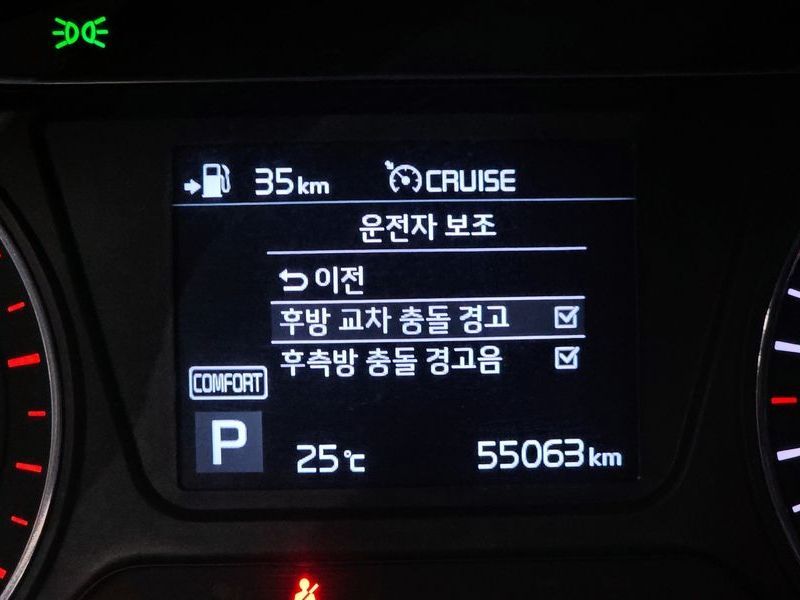 35km CRUISE
운전자 보조
이전
후방 교차 충돌 경고
후측방 충돌 경고음
COMFORT
P
25℃ 55063km